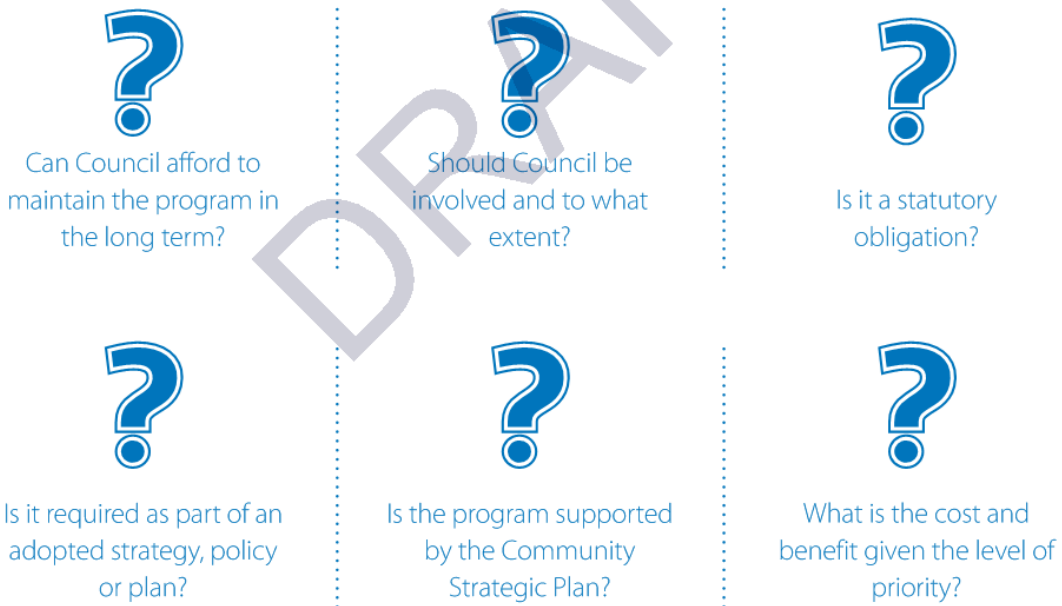 ?
?
?
Can Council afford to
maintain the program in
the long term?
Should Council be
involved and to what
extent?
Is it a statutory
obligation?
?
?
?
Is it required as part of an
adopted strategy, policy
or plan?
Is the program supported
by the Community
Strategic Plan?
What is the cost and
benefit given the level of
priority?
DRAF